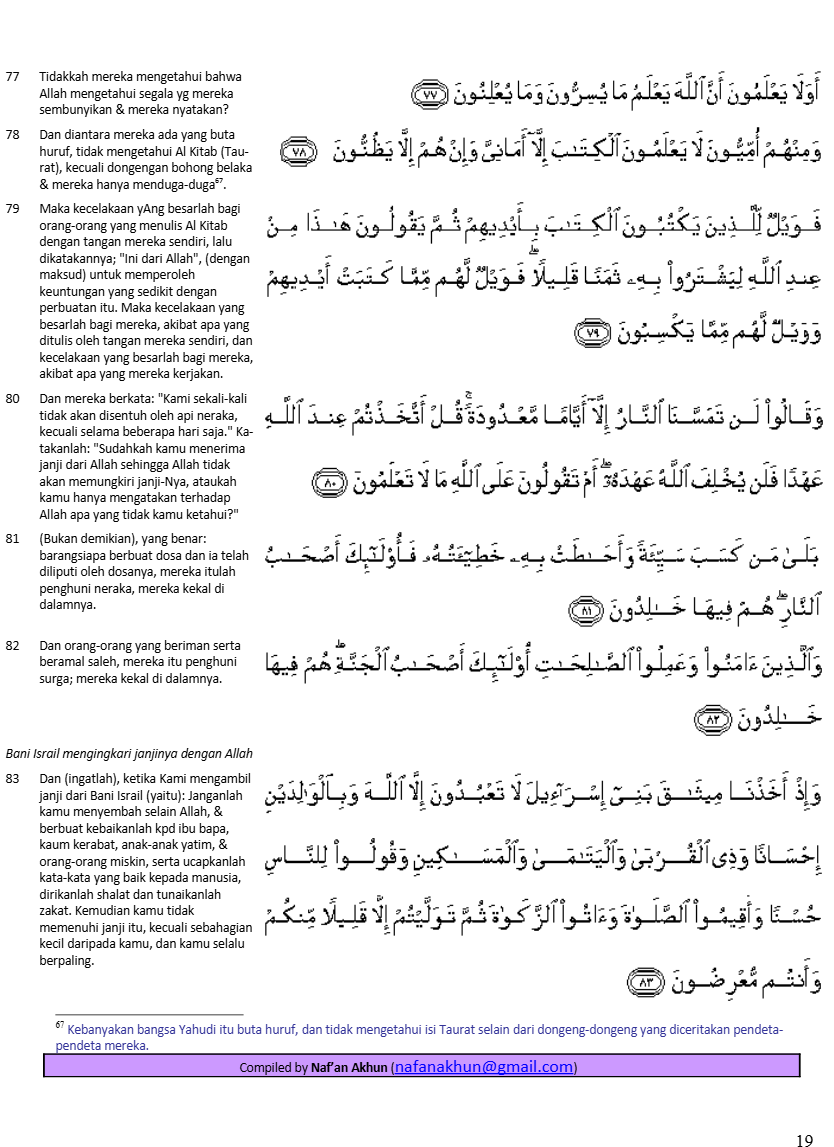 77 Tidakkah mereka mengetahui bahwa
Allah mengetahui segala yg mereka
sembunyikan & mereka nyatakan?
أَوَلَا يَعْلَمُونَ أَنَّ ٱللَّهَ يَعْلَمُ مَا يُسِرُّونَ وَمَا يُعْلِنُونَ ٧٧
78 Dan diantara mereka ada yang buta
huruf, tidak mengetahui Al Kitab (Tau-
rat), kecuali dongengan bohong belaka
& mereka hanya menduga-duga⁶⁷.
وَمِنْهُمْ أُمِّيُّونَ لَا يَعْلَمُونَ ٱلْكِتَـٰبَ إِلَّآ أَمَانِىَّ وَإِنْ هُمْ إِلَّا يَظُنُّونَ ٧٨
79 Maka kecelakaan yAng besarlah bagi
orang-orang yang menulis Al Kitab
dengan tangan mereka sendiri, lalu
dikatakannya; "Ini dari Allah", (dengan
maksud) untuk memperoleh
keuntungan yang sedikit dengan
perbuatan itu. Maka kecelakaan yang
besarlah bagi mereka, akibat apa yang
ditulis oleh tangan mereka sendiri, dan
kecelakaan yang besarlah bagi mereka,
akibat apa yang mereka kerjakan.
فَوَيْلٌ لِّلَّذِينَ يَكْتُبُونَ ٱلْكِتَـٰبَ بِأَيْدِيهِمْ ثُمَّ يَقُولُونَ هَـٰذَا مِنْ
عِندِ ٱللَّهِ لِيَشْتَرُوا۟ بِهِۦ ثَمَنًا قَلِيلًا ۖ فَوَيْلٌ لَّهُم مِّمَّا كَتَبَتْ أَيْدِيهِمْ
وَوَيْلٌ لَّهُم مِّمَّا يَكْسِبُونَ ٧٩
80 Dan mereka berkata: "Kami sekali-kali
tidak akan disentuh oleh api neraka,
kecuali selama beberapa hari saja." Ka-
takanlah: "Sudahkah kamu menerima
janji dari Allah sehingga Allah tidak
akan memungkiri janji-Nya, ataukah
kamu hanya mengatakan terhadap
Allah apa yang tidak kamu ketahui?"
وَقَالُوا۟ لَن تَمَسَّنَا ٱلنَّارُ إِلَّآ أَيَّامًا مَّعْدُودَةً ۚ قُلْ أَتَّخَذْتُمْ عِندَ ٱللَّهِ
عَهْدًا فَلَن يُخْلِفَ ٱللَّهُ عَهْدَهُۥٓ ۖ أَمْ تَقُولُونَ عَلَى ٱللَّهِ مَا لَا تَعْلَمُونَ ٨٠
81 (Bukan demikian), yang benar:
barangsiapa berbuat dosa dan ia telah
diliputi oleh dosanya, mereka itulah
penghuni neraka, mereka kekal di
dalamnya.
بَلَىٰ مَن كَسَبَ سَيِّئَةً وَأَحَـٰطَتْ بِهِۦ خَطِيٓـَٔتُهُۥ فَأُو۟لَـٰٓئِكَ أَصْحَـٰبُ
ٱلنَّارِ ۖ هُمْ فِيهَا خَـٰلِدُونَ ٨١
82 Dan orang-orang yang beriman serta
beramal saleh, mereka itu penghuni
surga; mereka kekal di dalamnya.
وَٱلَّذِينَ ءَامَنُوا۟ وَعَمِلُوا۟ ٱلصَّـٰلِحَـٰتِ أُو۟لَـٰٓئِكَ أَصْحَـٰبُ ٱلْجَنَّةِ ۖ هُمْ فِيهَا
خَـٰلِدُونَ ٨٢
Bani Israil mengingkari janjinya dengan Allah
83 Dan (ingatlah), ketika Kami mengambil
janji dari Bani Israil (yaitu): Janganlah
kamu menyembah selain Allah, &
berbuat kebaikanlah kpd ibu bapa,
kaum kerabat, anak-anak yatim, &
orang-orang miskin, serta ucapkanlah
kata-kata yang baik kepada manusia,
dirikanlah shalat dan tunaikanlah
zakat. Kemudian kamu tidak
memenuhi janji itu, kecuali sebahagian
kecil daripada kamu, dan kamu selalu
berpaling.
وَإِذْ أَخَذْنَا مِيثَـٰقَ بَنِىٓ إِسْرَٰٓءِيلَ لَا تَعْبُدُونَ إِلَّا ٱللَّهَ وَبِٱلْوَٰلِدَيْنِ
إِحْسَانًا وَذِى ٱلْقُرْبَىٰ وَٱلْيَتَـٰمَىٰ وَٱلْمَسَـٰكِينِ وَقُولُوا۟ لِلنَّاسِ
حُسْنًا وَأَقِيمُوا۟ ٱلصَّلَوٰةَ وَءَاتُوا۟ ٱلزَّكَوٰةَ ثُمَّ تَوَلَّيْتُمْ إِلَّا قَلِيلًا مِّنكُمْ
وَأَنتُم مُّعْرِضُونَ ٨٣
⁶⁷ Kebanyakan bangsa Yahudi itu buta huruf, dan tidak mengetahui isi Taurat selain dari dongeng-dongeng yang diceritakan pendeta-
pendeta mereka.
Compiled by Naf'an Akhun (nafanakhun@gmail.com)
19